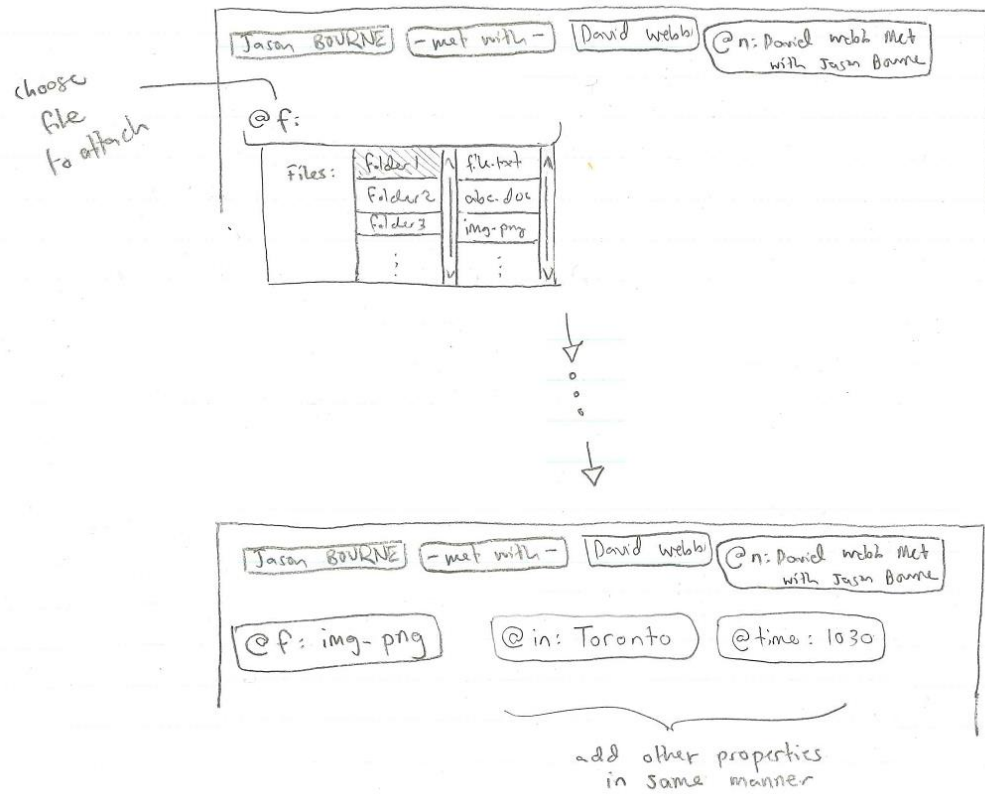 Jason BOURNE
- met with -
David Webb
@n: David Webb Met
with Jason Bourne
choose
file
to attach
@f:
Files:
folder1
folder2
folder3
file.txt
abc.doc
img-png
Jason BOURNE
- met with -
David Webb
@n: David Webb Met
with Jason Bourne
@f: img-png
@in: Toronto
@time: 1030
add other properties
in same manner